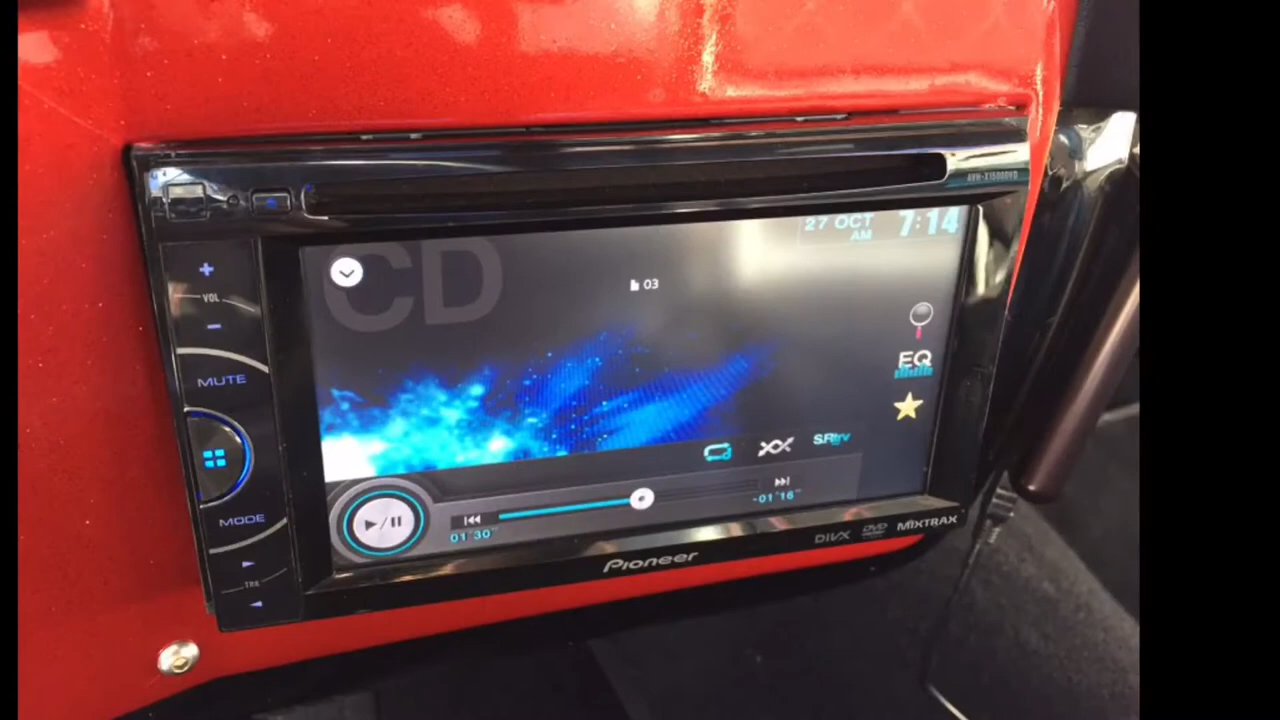 AVH-X1500DVD
27 OCT
AM
7:14
CD
03
VOL
MUTE
EQ
SRtrv
MODE
01'30"
-01'16"
TRK
Pioneer
DIVX
DVD
MIXTRAX